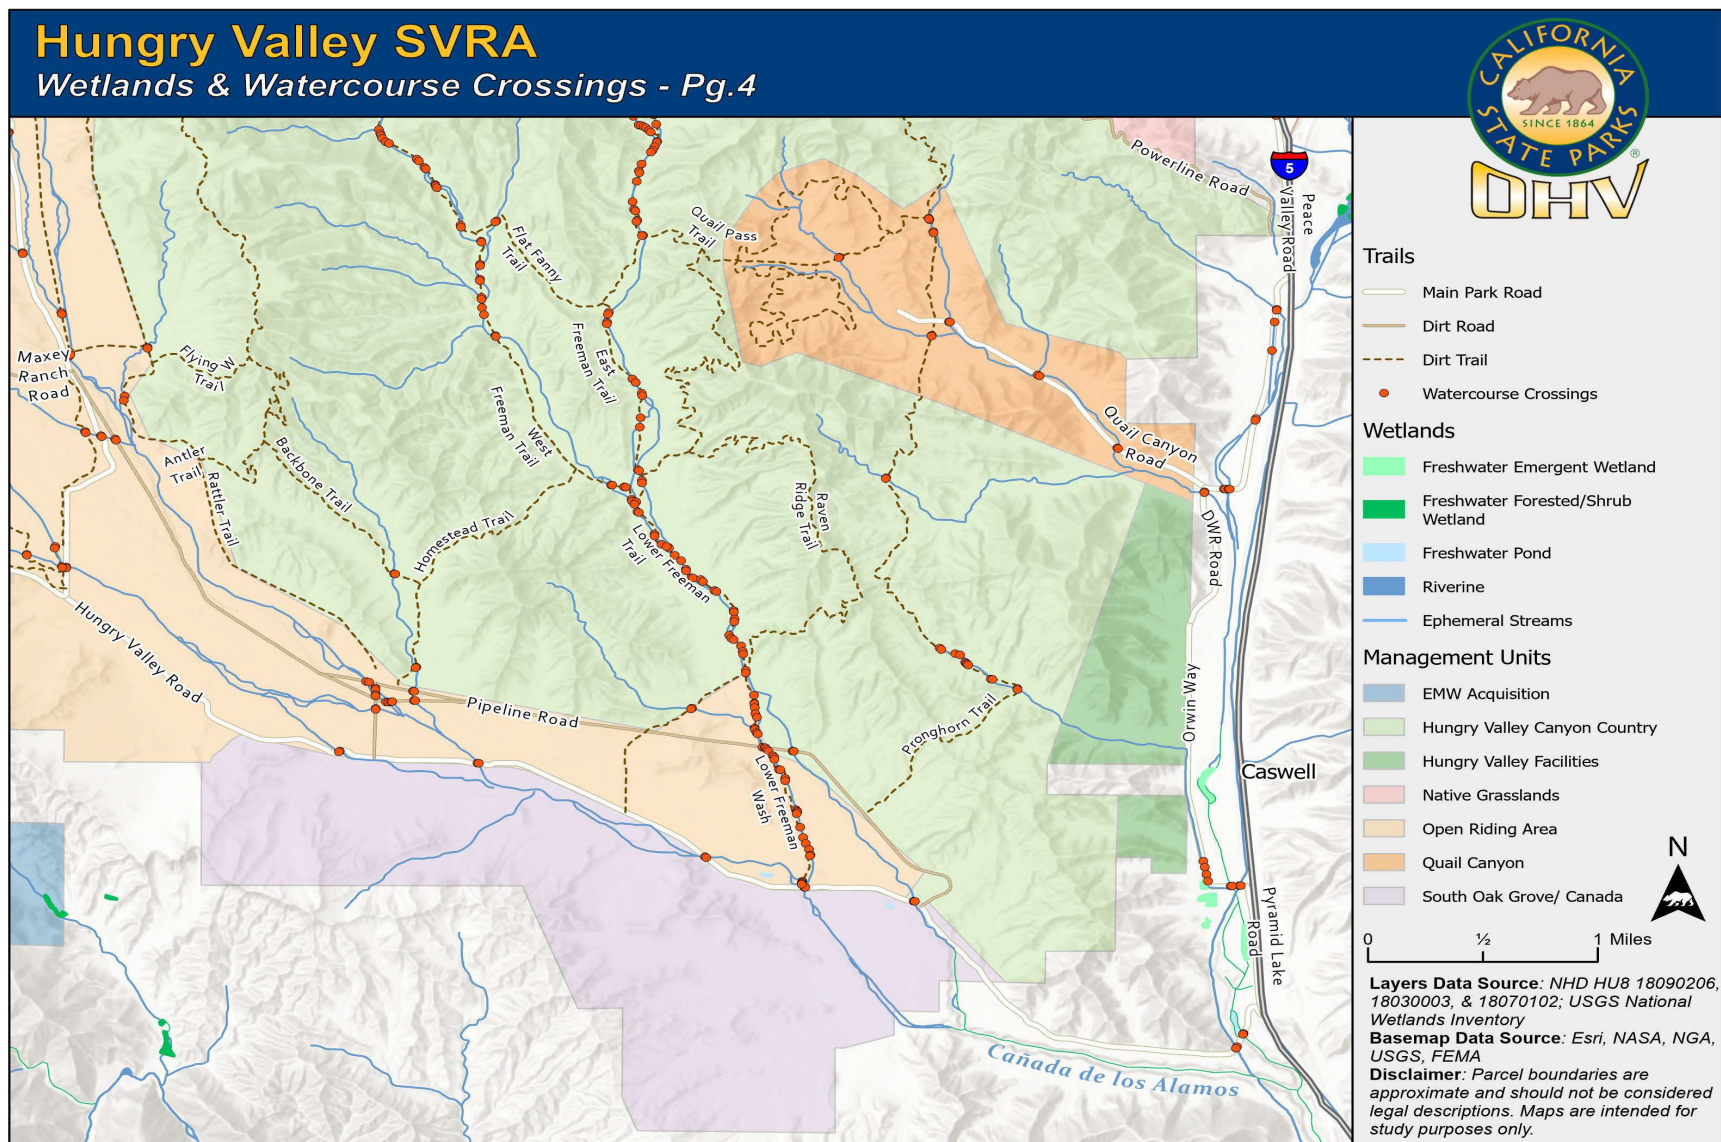 Hungry Valley SVRA
Wetlands & Watercourse Crossings - Pg.4
CALIFORNIA
STATE PARKS
SINCE 1864
®
OHV
Powerline Road
5
Peace
Valley Road
Quail Pass
Trail
Flat Fanny
Trail
East
Freeman Trail
West
Freeman Trail
Maxey
Ranch
Road
Flying W
Trail
Antler
Trail
Rattler Trail
Backbone Trail
Homestead Trail
Lower Freeman
Trail
Raven
Ridge Trail
Quail Canyon
Road
DWR Road
Orwin Way
Hungry Valley Road
Pipeline Road
Pronghorn Trail
Lower Freeman
Wash
Caswell
Pyramid Lake
Road
Cañada de los Alamos
Trails
Main Park Road
Dirt Road
Dirt Trail
Watercourse Crossings
Wetlands
Freshwater Emergent Wetland
Freshwater Forested/Shrub
Wetland
Freshwater Pond
Riverine
Ephemeral Streams
Management Units
EMW Acquisition
Hungry Valley Canyon Country
Hungry Valley Facilities
Native Grasslands
Open Riding Area
Quail Canyon
South Oak Grove/ Canada
N
0 ½ 1 Miles
Layers Data Source: NHD HU8 18090206,
18030003, & 18070102; USGS National
Wetlands Inventory
Basemap Data Source: Esri, NASA, NGA,
USGS, FEMA
Disclaimer: Parcel boundaries are
approximate and should not be considered
legal descriptions. Maps are intended for
study purposes only.